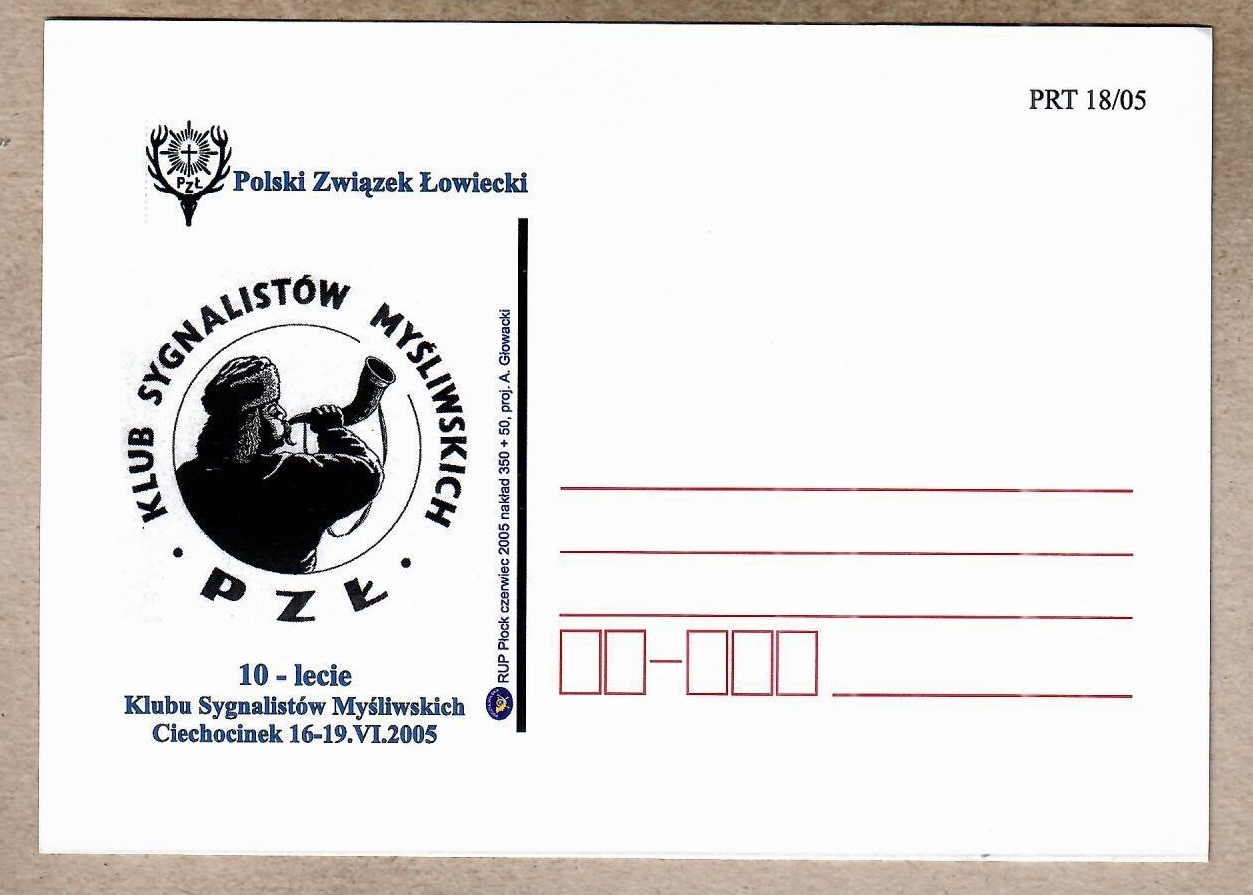 PRT 18/05
PZŁ
Polski Związek Łowiecki
KLUB SYGNALISTÓW MYŚLIWSKICH
• PZŁ •
10 - lecie
Klubu Sygnalistów Myśliwskich
Ciechocinek 16-19.VI.2005
RUP Płock czerwiec 2005 nakład 350 + 50, proj. A. Głowacki